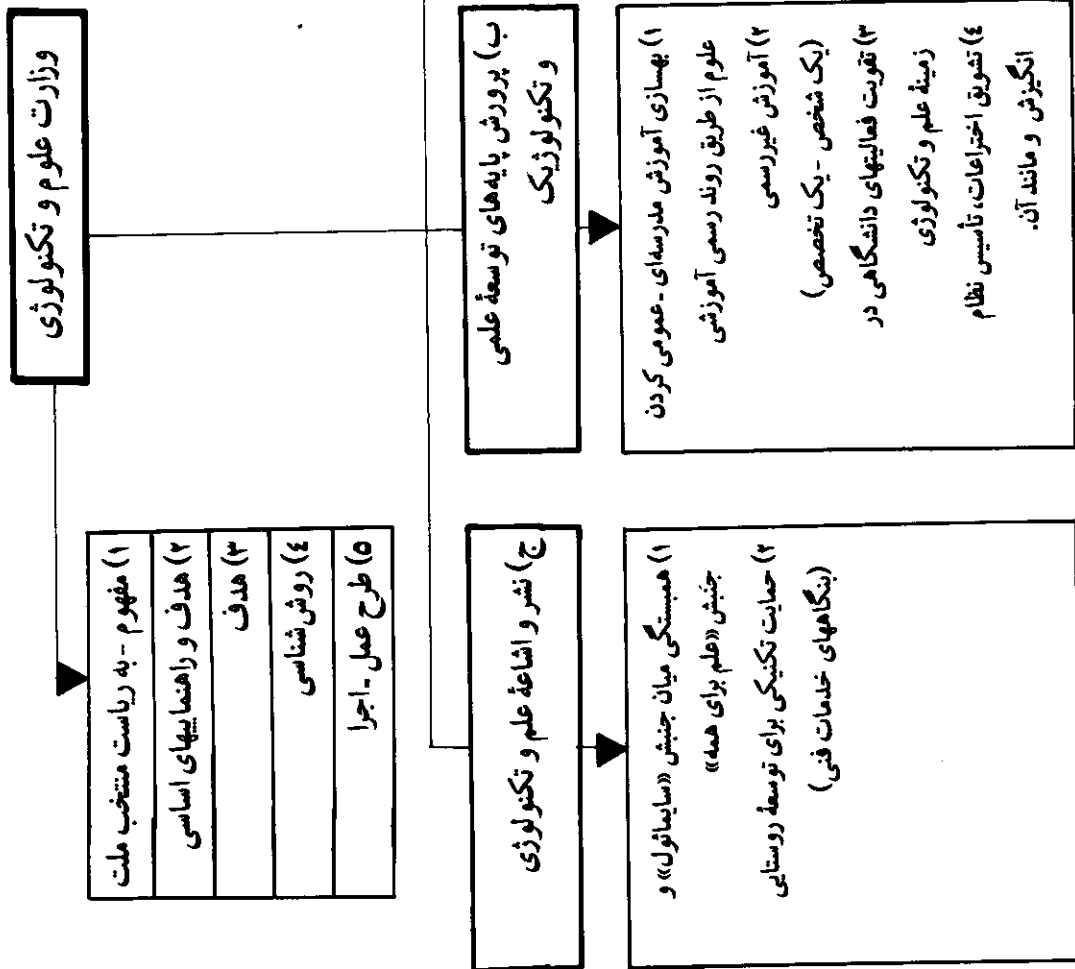 وزارت علوم و تکنولوژی
۱) مفهوم - به ریاست منتخب ملت
۲) هدف و راهنماییهای اساسی
۳) هدف
٤) روش‌شناسی
۵) طرح عمل - اجرا
ب) پرورش پایه‌های توسعهٔ علمی
و تکنولوژیک
۱) بهسازی آموزش مدرسه‌ای - عمومی کردن
علوم از طریق روند رسمی آموزشی
۲) آموزش غیررسمی
(یک شخص - یک تخصص)
۳) تقویت فعالیتهای دانشگاهی در
زمینهٔ علم و تکنولوژی
٤) تشویق اختراعات، تأسیس نظام
انگیزش و مانند آن.
ج) نشر و اشاعهٔ علم و تکنولوژی
۱) همبستگی میان جنبش «سایمائول» و
جنبش «علم برای همه»
۲) حمایت تکنیکی برای توسعهٔ روستایی
(بنگاههای خدمات فنی)